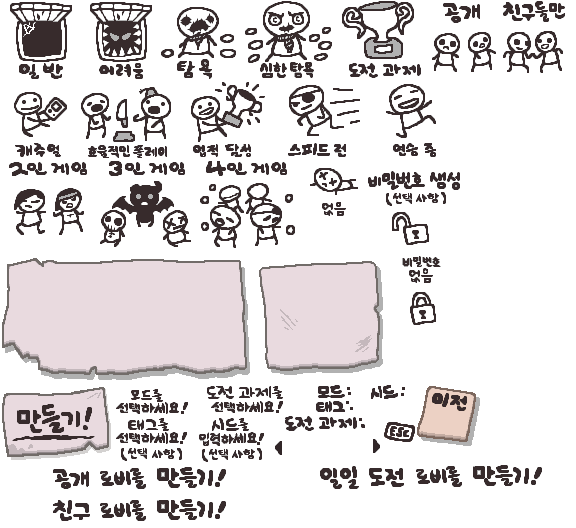 공개 친구들만
일반 어려움 탐욕 심한 탐욕 도전 과제
캐주얼 효율적인 플레이 업적 달성 스피드런 연승 중
2인 게임 3인 게임 4인 게임
없음
비밀번호 생성
(선택 사항)
비밀번호
없음
만들기!
모드를
선택하세요!
태그를
선택하세요!
(선택 사항)
도전 과제를
선택하세요!
시드를
입력하세요!
(선택 사항)
모드: 시드:
태그:
도전 과제:
이전
ESC
공개 로비를 만들기!
일일 도전 로비를 만들기!
친구 로비를 만들기!